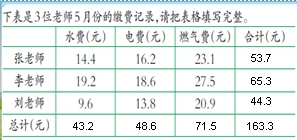 下表是3位老师5月份的缴费记录,请把表格填写完整。
水费(元) 电费(元) 燃气费(元) 合计(元)
张老师 14.4 16.2 23.1 53.7
李老师 19.2 18.6 27.5 65.3
刘老师 9.6 13.8 20.9 44.3
总计(元) 43.2 48.6 71.5 163.3